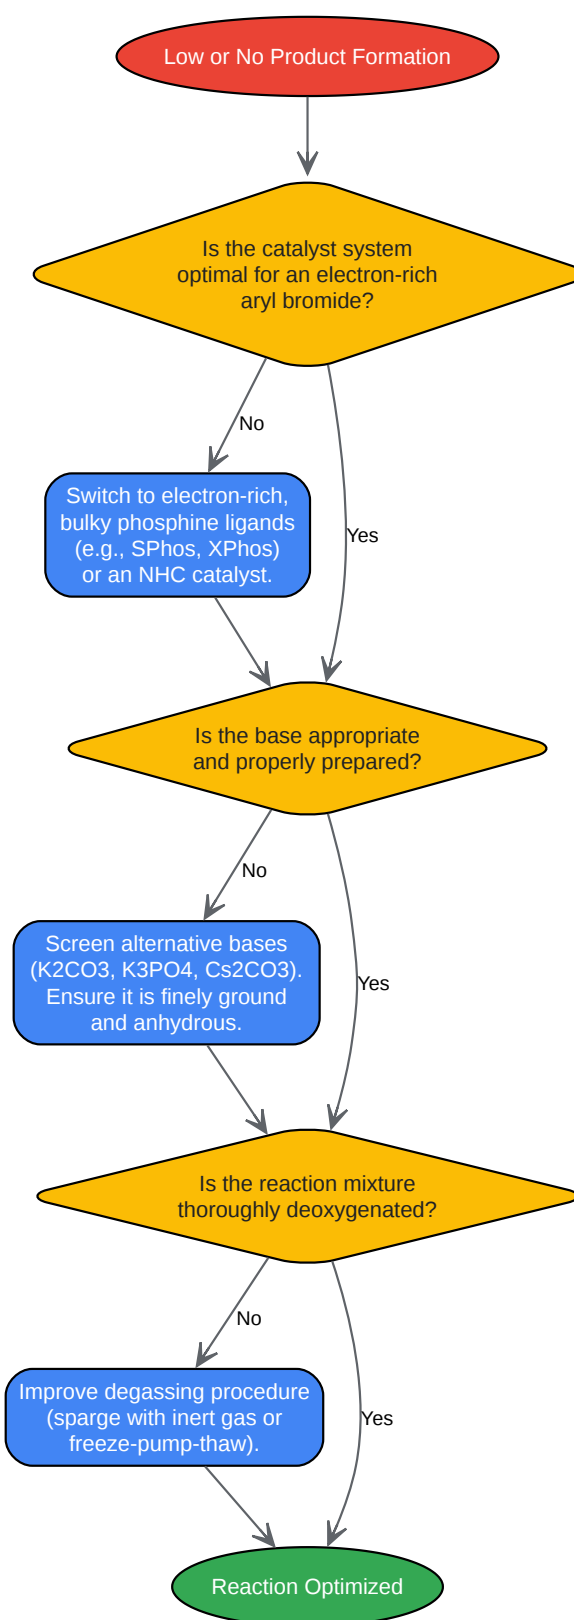 Low or No Product Formation
Is the catalyst system
optimal for an electron-rich
aryl bromide?
No
Yes
Switch to electron-rich,
bulky phosphine ligands
(e.g., SPhos, XPhos)
or an NHC catalyst.
Is the base appropriate
and properly prepared?
No
Yes
Screen alternative bases
(K2CO3, K3PO4, Cs2CO3).
Ensure it is finely ground
and anhydrous.
Is the reaction mixture
thoroughly deoxygenated?
No
Yes
Improve degassing procedure
(sparge with inert gas or
freeze-pump-thaw).
Reaction Optimized